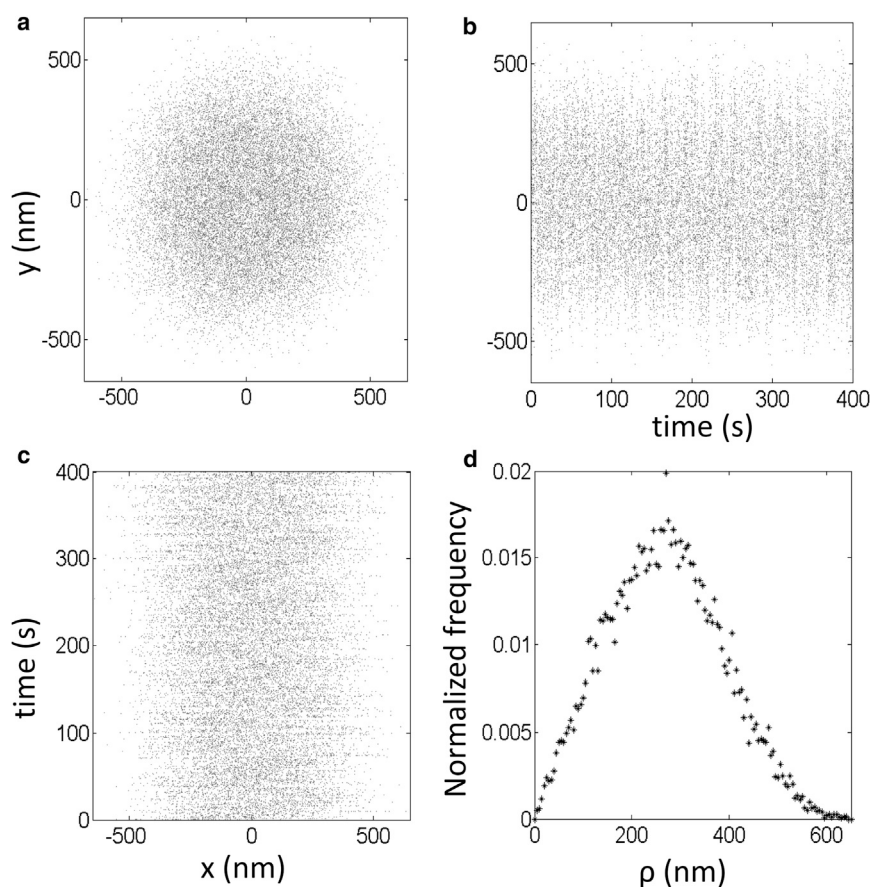 a
500
0
-500
y (nm)
-500 0 500
b
500
0
-500
0 100 200 300 400
time (s)
c
400
300
200
100
0
time (s)
-500 0 500
x (nm)
d
0.02
0.015
0.01
0.005
0
Normalized frequency
0 200 400 600
ρ (nm)